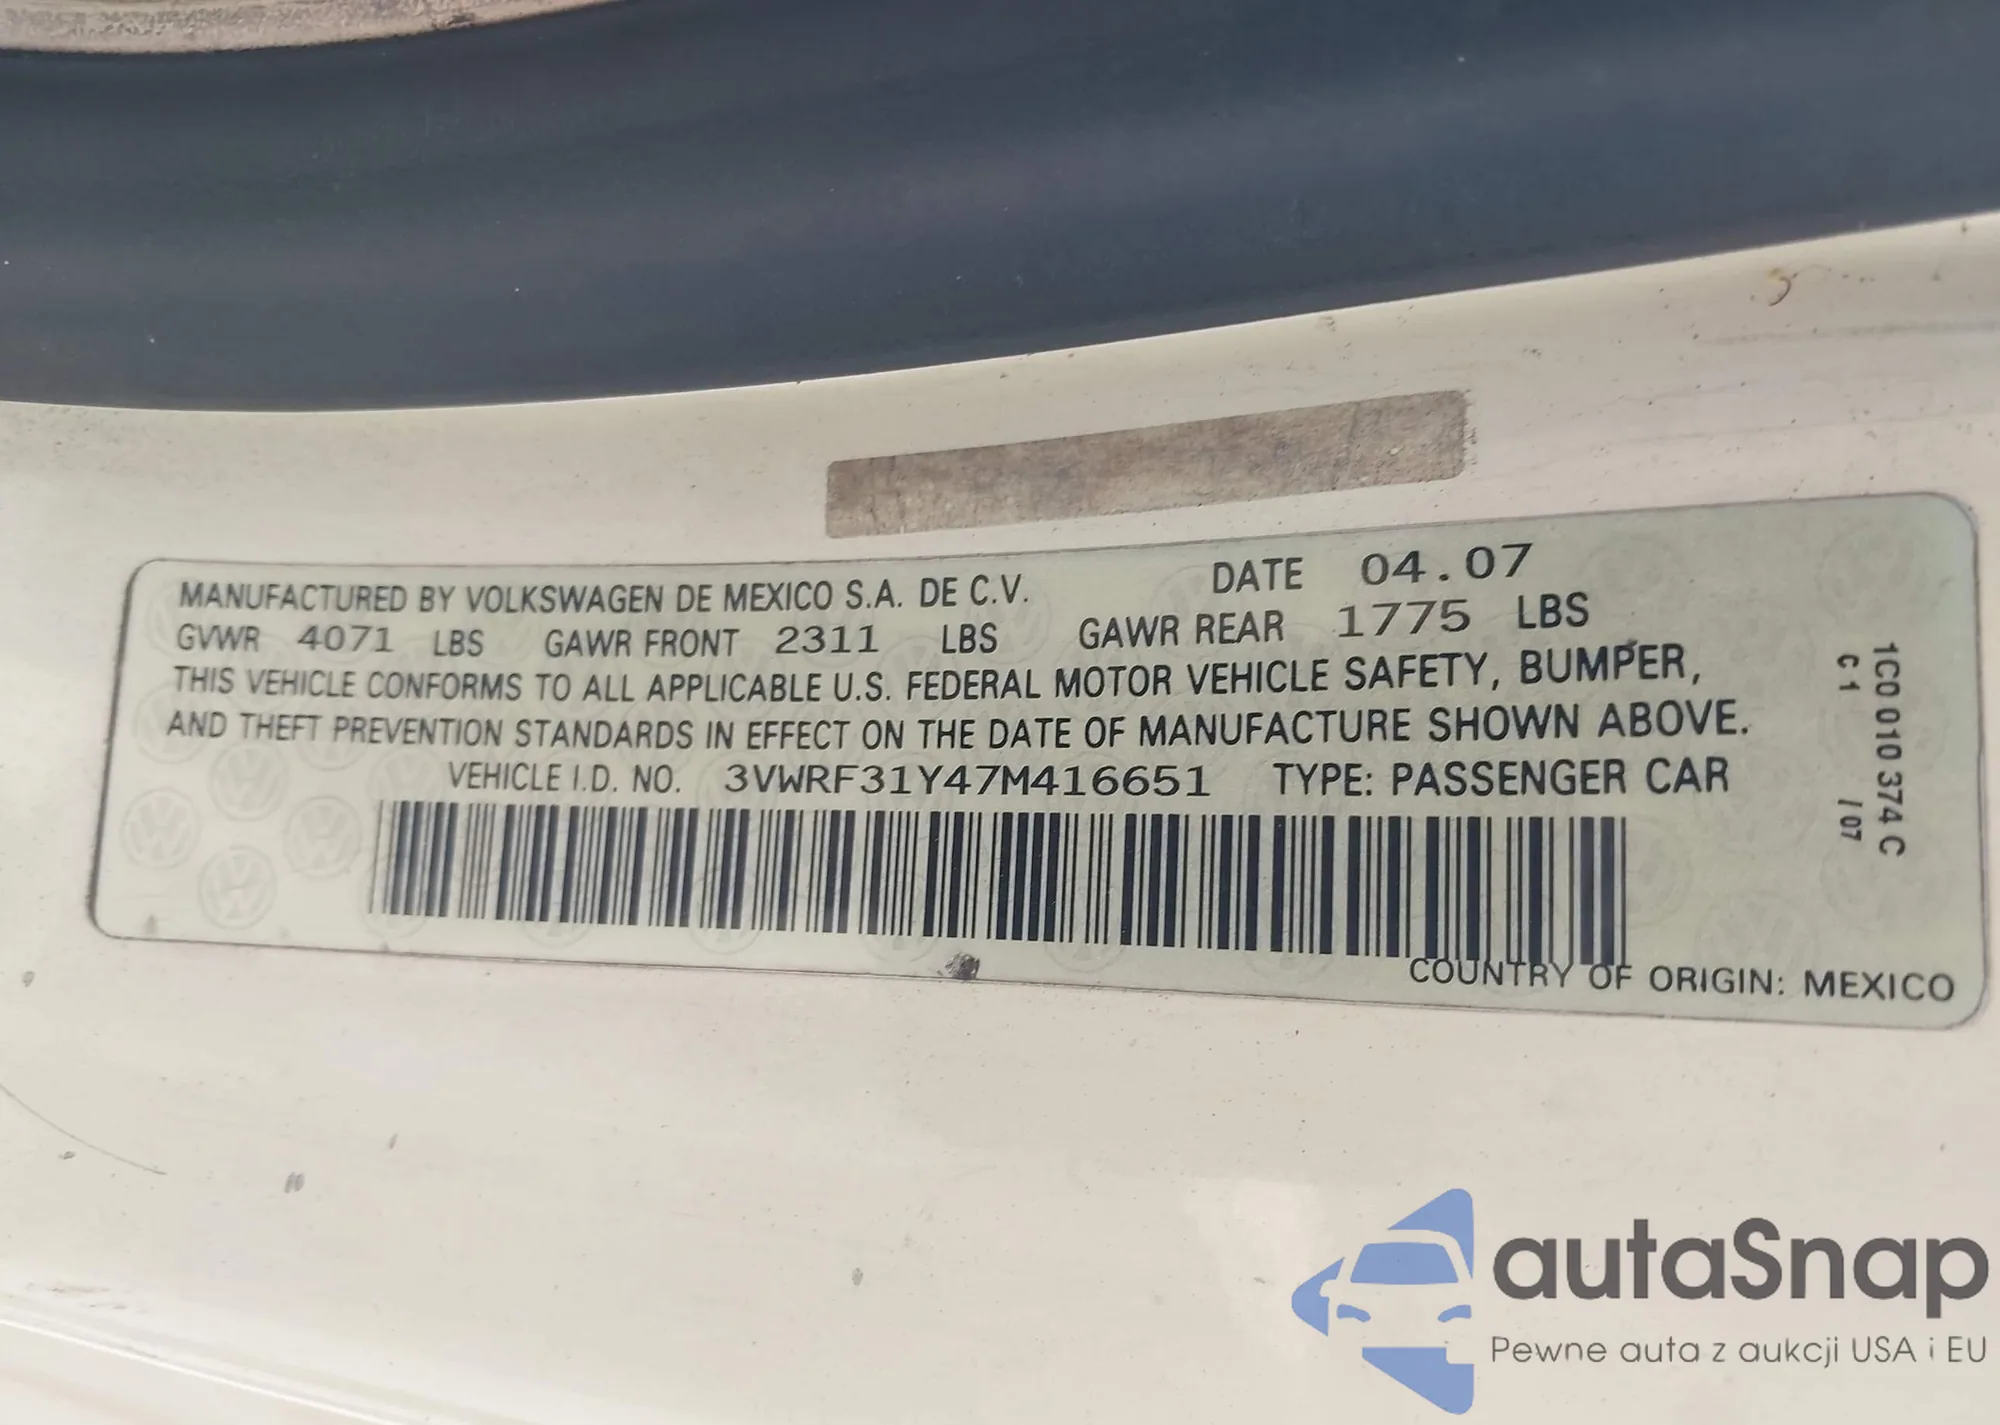 MANUFACTURED BY VOLKSWAGEN DE MEXICO S.A. DE C.V. DATE 04.07
GVWR 4071 LBS GAWR FRONT 2311 LBS GAWR REAR 1775 LBS
THIS VEHICLE CONFORMS TO ALL APPLICABLE U.S. FEDERAL MOTOR VEHICLE SAFETY, BUMPER,
AND THEFT PREVENTION STANDARDS IN EFFECT ON THE DATE OF MANUFACTURE SHOWN ABOVE.
VEHICLE I.D. NO. 3VWRF31Y47M416651 TYPE: PASSENGER CAR
COUNTRY OF ORIGIN: MEXICO
1C0 010 374 C
C 1 / 07
autaSnap
Pewne auta z aukcji USA i EU